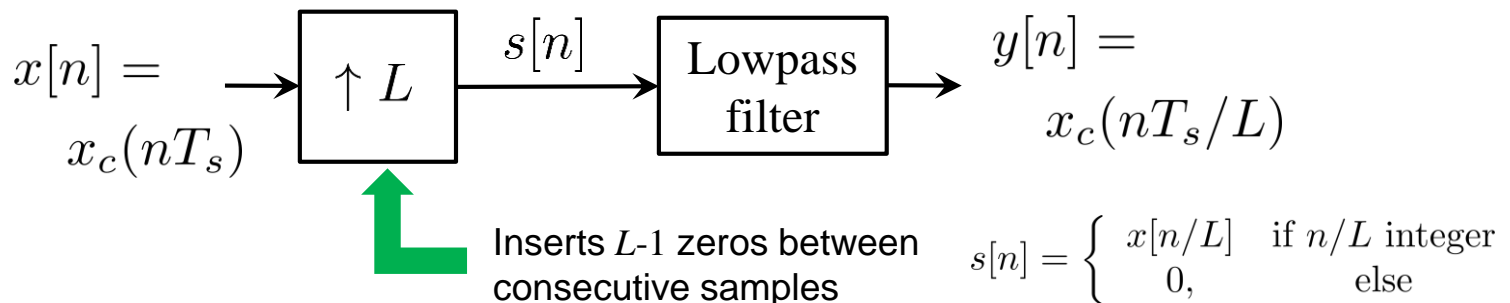 x[n] =
x_c(nT_s)
↑ L
s[n]
Lowpass
filter
y[n] =
x_c(nT_s/L)
Inserts L-1 zeros between
consecutive samples
s[n] = { x[n/L] if n/L integer
0, else